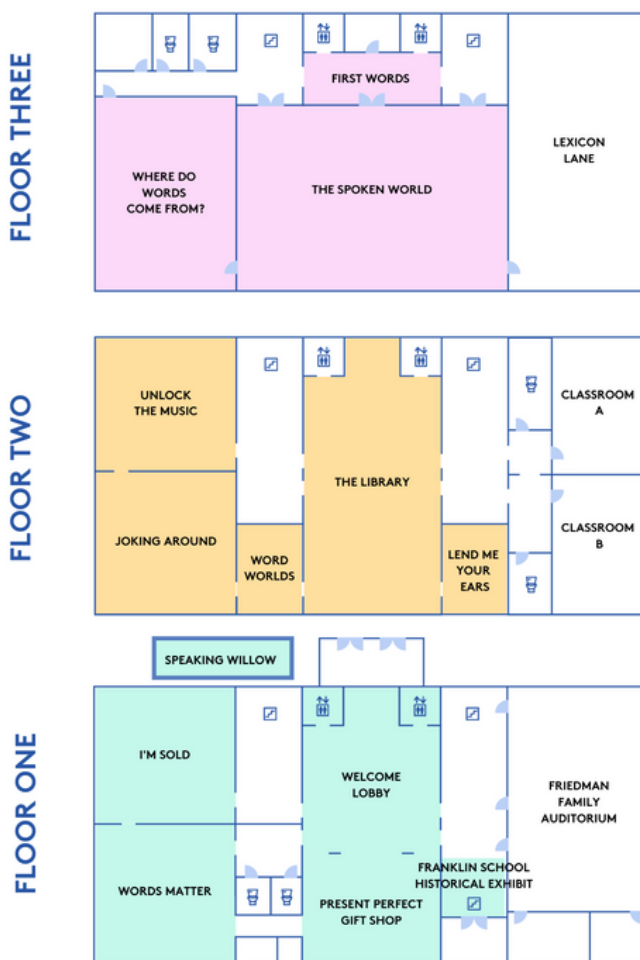 FLOOR THREE
FIRST WORDS
LEXICON
LANE
WHERE DO
WORDS
COME FROM?
THE SPOKEN WORLD
FLOOR TWO
UNLOCK
THE MUSIC
CLASSROOM
A
THE LIBRARY
JOKING AROUND
WORD
WORLDS
LEND ME
YOUR
EARS
CLASSROOM
B
SPEAKING WILLOW
FLOOR ONE
I'M SOLD
WELCOME
LOBBY
FRIEDMAN
FAMILY
AUDITORIUM
WORDS MATTER
FRANKLIN SCHOOL
HISTORICAL EXHIBIT
PRESENT PERFECT
GIFT SHOP